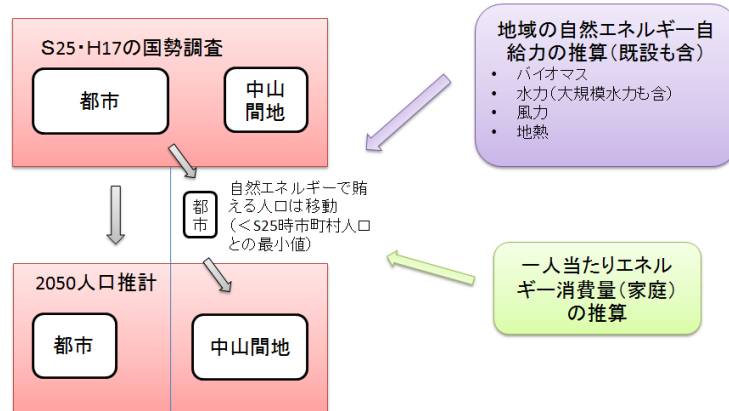 S25・H17の国勢調査
都市
中山
間地
地域の自然エネルギー自
給力の推算(既設も含)
• バイオマス
• 水力(大規模水力も含)
• 風力
• 地熱
都
市
自然エネルギーで賄
える人口は移動
(<S25時市町村人口
との最小値)
一人当たりエネル
ギー消費量(家庭)
の推算
2050人口推計
都市
中山間地